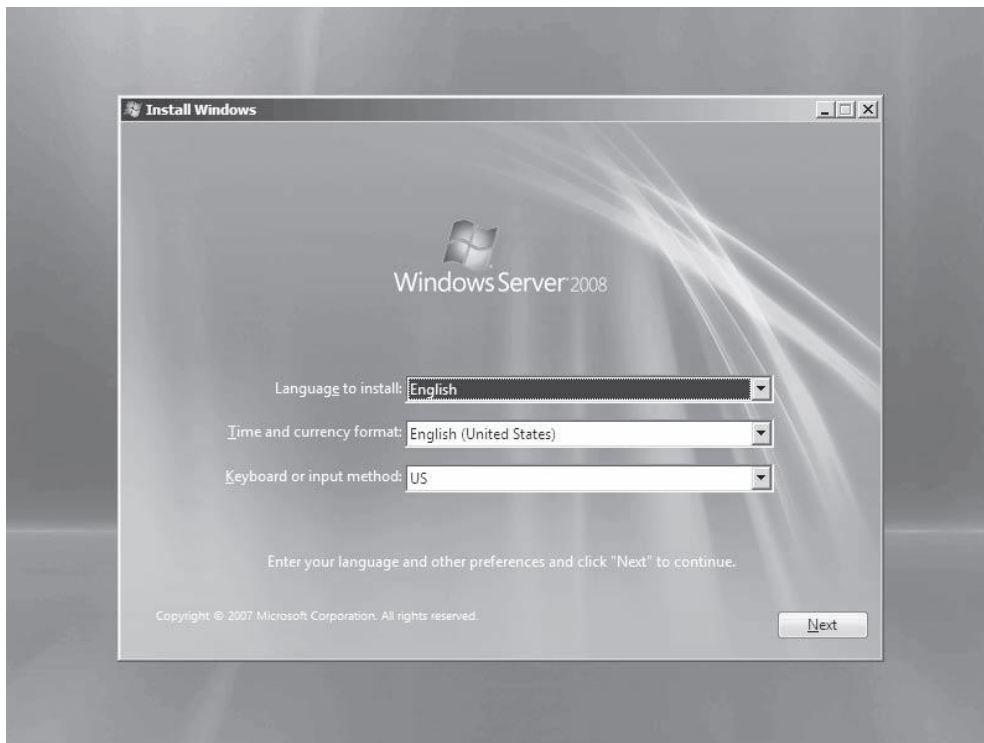 Install Windows
Windows Server 2008
Language to install: English
Time and currency format: English (United States)
Keyboard or input method: US
Enter your language and other preferences and click "Next" to continue.
Copyright © 2007 Microsoft Corporation. All rights reserved.
Next